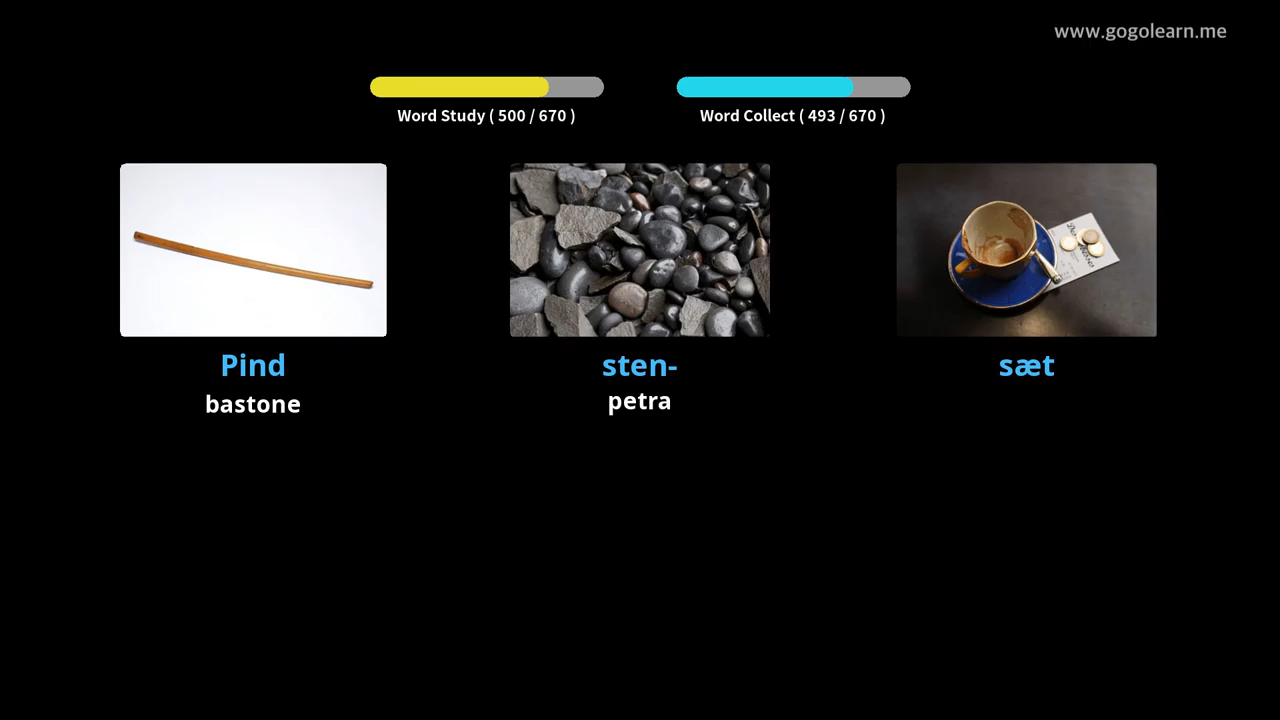 www.gogolearn.me
Word Study ( 500 / 670 )
Word Collect ( 493 / 670 )
Pind
sten-
sæt
bastone
petra